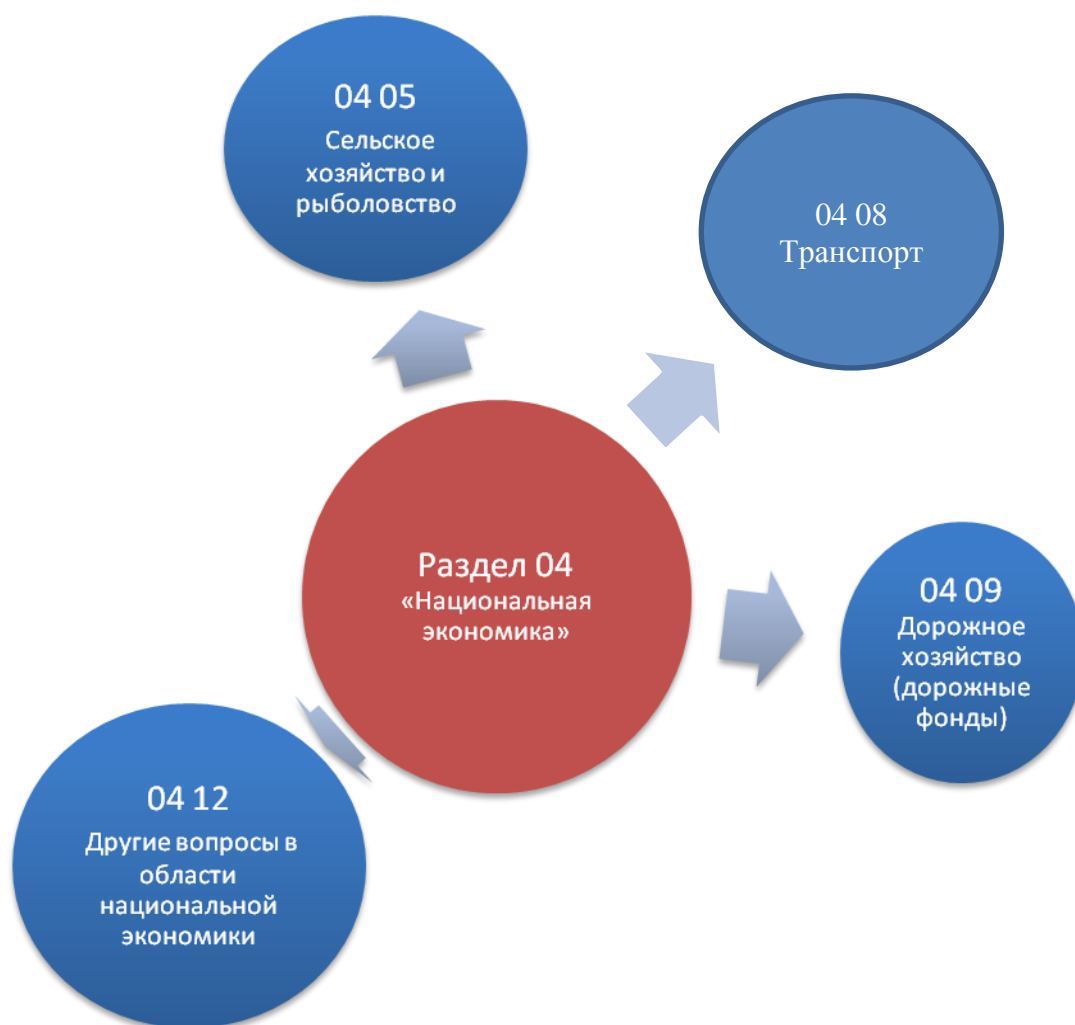 04 05
Сельское
хозяйство и
рыболовство
04 08
Транспорт
Раздел 04
«Национальная
экономика»
04 09
Дорожное
хозяйство
(дорожные
фонды)
04 12
Другие вопросы в
области
национальной
экономики